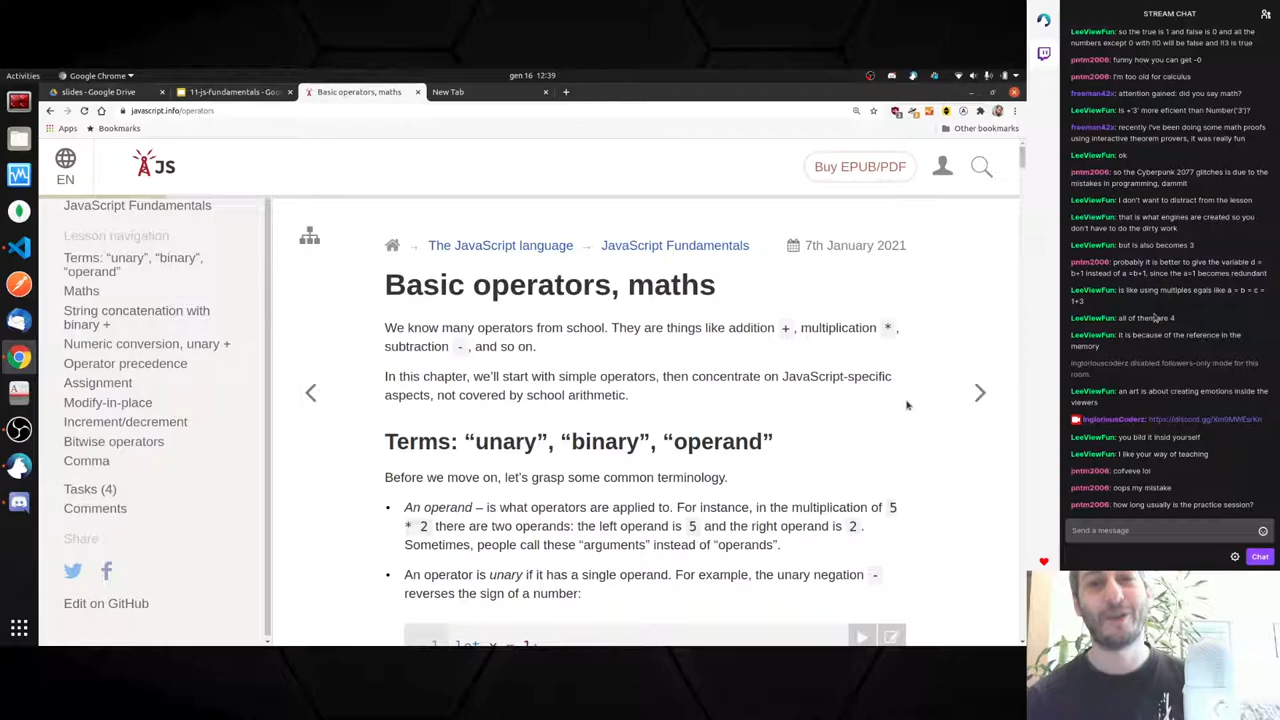 Activities
Google Chrome
gen 16 12:39
slides - Google Drive
11-js-fundamentals - Goo
Basic operators, maths
New Tab
javascript.info/operators
Apps
Bookmarks
Other bookmarks
EN
JS
Buy EPUB/PDF
JavaScript Fundamentals
Lesson navigation
Terms: “unary”, “binary”,
“operand”
Maths
String concatenation with
binary +
Numeric conversion, unary +
Operator precedence
Assignment
Modify-in-place
Increment/decrement
Bitwise operators
Comma
Tasks (4)
Comments
Share
Edit on GitHub
The JavaScript language → JavaScript Fundamentals
7th January 2021
Basic operators, maths
We know many operators from school. They are things like addition +, multiplication *,
subtraction -, and so on.
In this chapter, we’ll start with simple operators, then concentrate on JavaScript-specific
aspects, not covered by school arithmetic.
Terms: “unary”, “binary”, “operand”
Before we move on, let’s grasp some common terminology.
• An operand – is what operators are applied to. For instance, in the multiplication of 5
* 2 there are two operands: the left operand is 5 and the right operand is 2.
Sometimes, people call these “arguments” instead of “operands”.
• An operator is unary if it has a single operand. For example, the unary negation -
reverses the sign of a number:
1 let x = 1;
STREAM CHAT
LeeViewFun: so the true is 1 and false is 0 and all the
numbers except 0 with !!0 will be false and !!3 is true
pntm2006: funny how you can get -0
pntm2006: I'm too old for calculus
freeman42x: attention gained: did you say math?
LeeViewFun: is +'3' more eficient than Number('3')?
freeman42x: recently I've been doing some math proofs
using interactive theorem provers, it was really fun
LeeViewFun: ok
pntm2006: so the Cyberpunk 2077 glitches is due to the
mistakes in programming, dammit
LeeViewFun: I don't want to distract from the lesson
LeeViewFun: that is what engines are created so you
don't have to do the dirty work
LeeViewFun: but is also becomes 3
pntm2006: probably it is better to give the variable d =
b+1 instead of a =b+1, since the a=1 becomes redundant
LeeViewFun: is like using multiples egals like a = b = c =
1+3
LeeViewFun: all of them are 4
LeeViewFun: it is because of the reference in the
memory
ingloriouscoderz disabled followers-only mode for this
room.
LeeViewFun: an art is about creating emotions inside the
viewers
IngloriousCoderz: https://discord.gg/
LeeViewFun: you bild it insid yourself
LeeViewFun: I like your way of teaching
pntm2006: cofveve lol
pntm2006: oops my mistake
pntm2006: how long usually is the practice session?
Send a message
Chat